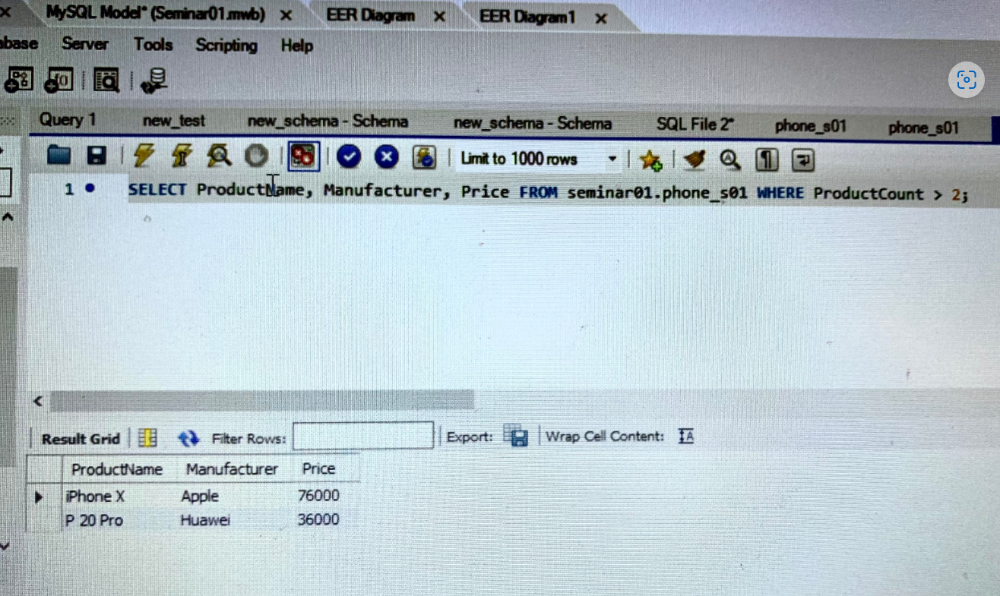 MySQL Model* (Seminar01.mwb) EER Diagram EER Diagram1
abase Server Tools Scripting Help
Query 1 new_test new_schema - Schema new_schema - Schema SQL File 2* phone_s01 phone_s01
Limit to 1000 rows
1 SELECT ProductName, Manufacturer, Price FROM seminar01.phone_s01 WHERE ProductCount > 2;
Result Grid Filter Rows: Export: Wrap Cell Content:
ProductName Manufacturer Price
iPhone X Apple 76000
P 20 Pro Huawei 36000